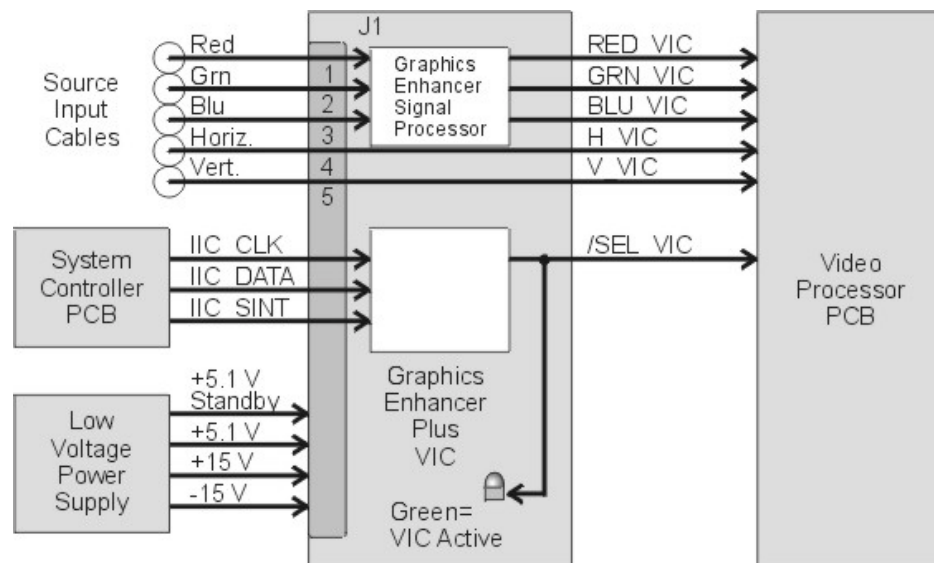 J1
Source
Input
Cables
Red
Grn
Blu
Horiz.
Vert.
1
2
3
4
5
Graphics
Enhancer
Signal
Processor
RED_VIC
GRN_VIC
BLU_VIC
H_VIC
V_VIC
System
Controller
PCB
IIC_CLK
IIC_DATA
IIC_SINT
/SEL_VIC
Video
Processor
PCB
Low
Voltage
Power
Supply
+5.1 V
Standby
+5.1 V
+15 V
-15 V
Graphics
Enhancer
Plus
VIC
Green=
VIC Active